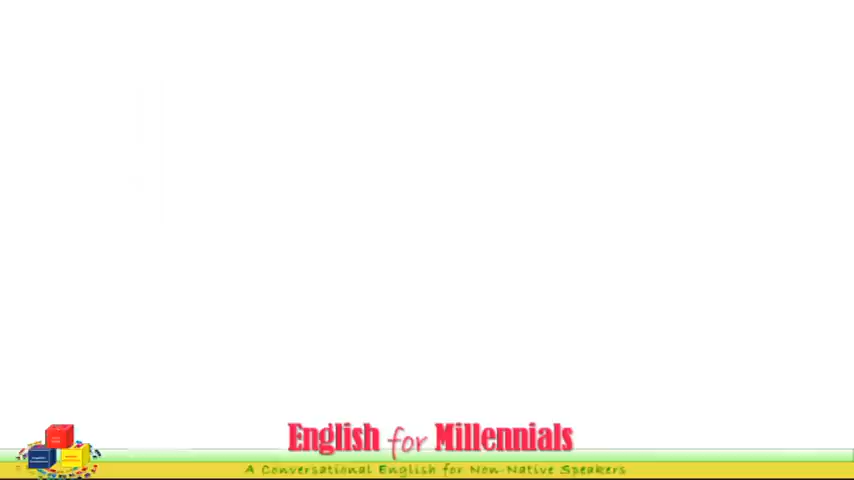 English for Millennials
A Conversational English for Non-Native Speakers